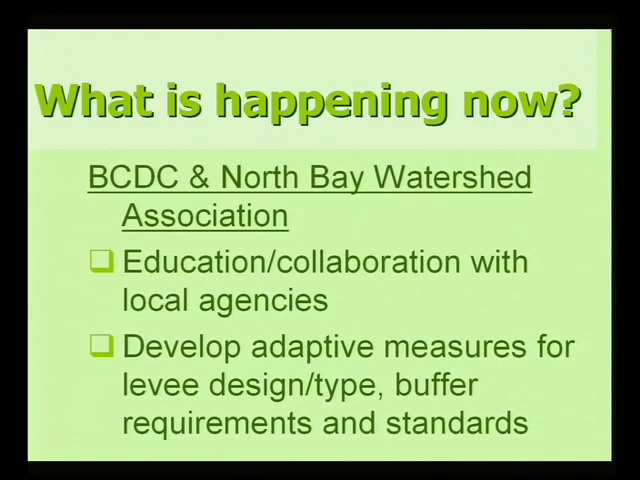 What is happening now?
BCDC & North Bay Watershed
Association
Education/collaboration with
local agencies
Develop adaptive measures for
levee design/type, buffer
requirements and standards